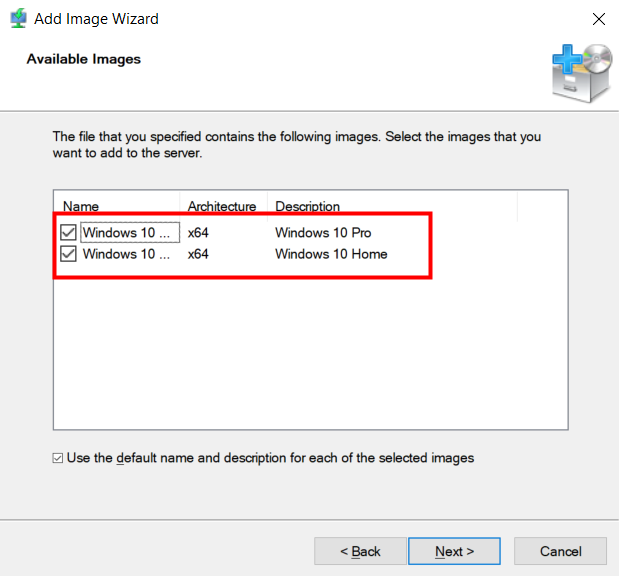 Add Image Wizard
Available Images
The file that you specified contains the following images. Select the images that you
want to add to the server.
Name Architecture Description
Windows 10 ... x64 Windows 10 Pro
Windows 10 ... x64 Windows 10 Home
Use the default name and description for each of the selected images
< Back Next > Cancel